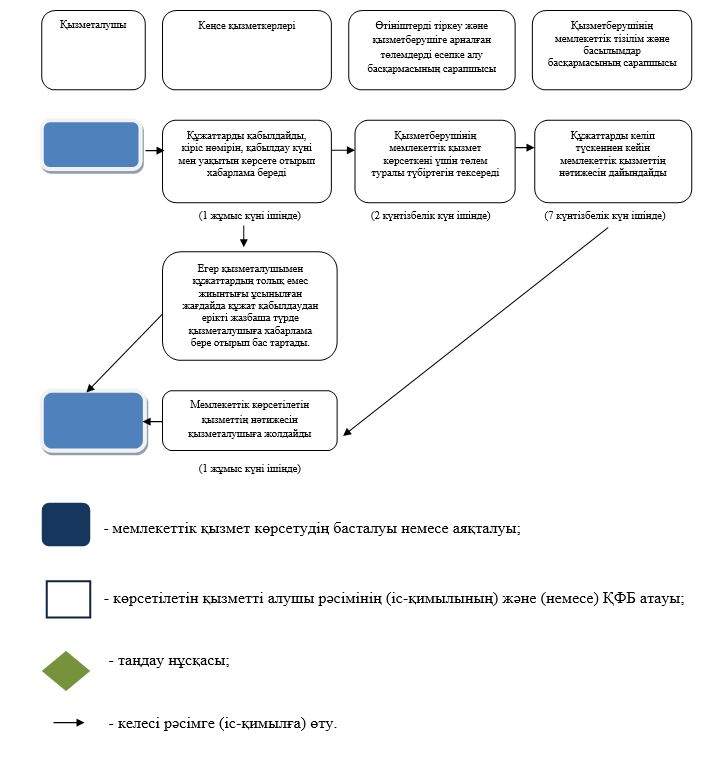 Қызметалушы
Кеңсе қызметкерлері
Өтініштерді тіркеу және
қызметберушіге арналған
төлемдерді есепке алу
басқармасының сарапшысы
Қызметберушінің
мемлекеттік тізілім және
басылымдар
басқармасының сарапшысы
Құжаттарды қабылдайды,
кіріс нөмірін, қабылдау күні
мен уақытын көрсете отырып
хабарлама береді
Қызметберушінің
мемлекеттік қызмет
көрсеткені үшін төлем
туралы түбіртегін тексереді
Құжаттарды келіп
түскеннен кейін
мемлекеттік қызметтің
нәтижесін дайындайды
(1 жұмыс күні ішінде)
(2 күнтізбелік күн ішінде)
(7 күнтізбелік күн ішінде)
Егер қызметалушымен
құжаттардың толық емес
жиынтығы ұсынылған
жағдайда құжат қабылдаудан
ерікті жазбаша түрде
қызметалушыға хабарлама
бере отырып бас тартады.
Мемлекеттік көрсетілетін
қызметтің нәтижесін
қызметалушыға жолдайды
(1 жұмыс күні ішінде)
- мемлекеттік қызмет көрсетудің басталуы немесе аяқталуы;
- көрсетілетін қызметті алушы рәсімінің (іс-қимылының) және (немесе) ҚФБ атауы;
- таңдау нұсқасы;
- келесі рәсімге (іс-қимылға) өту.